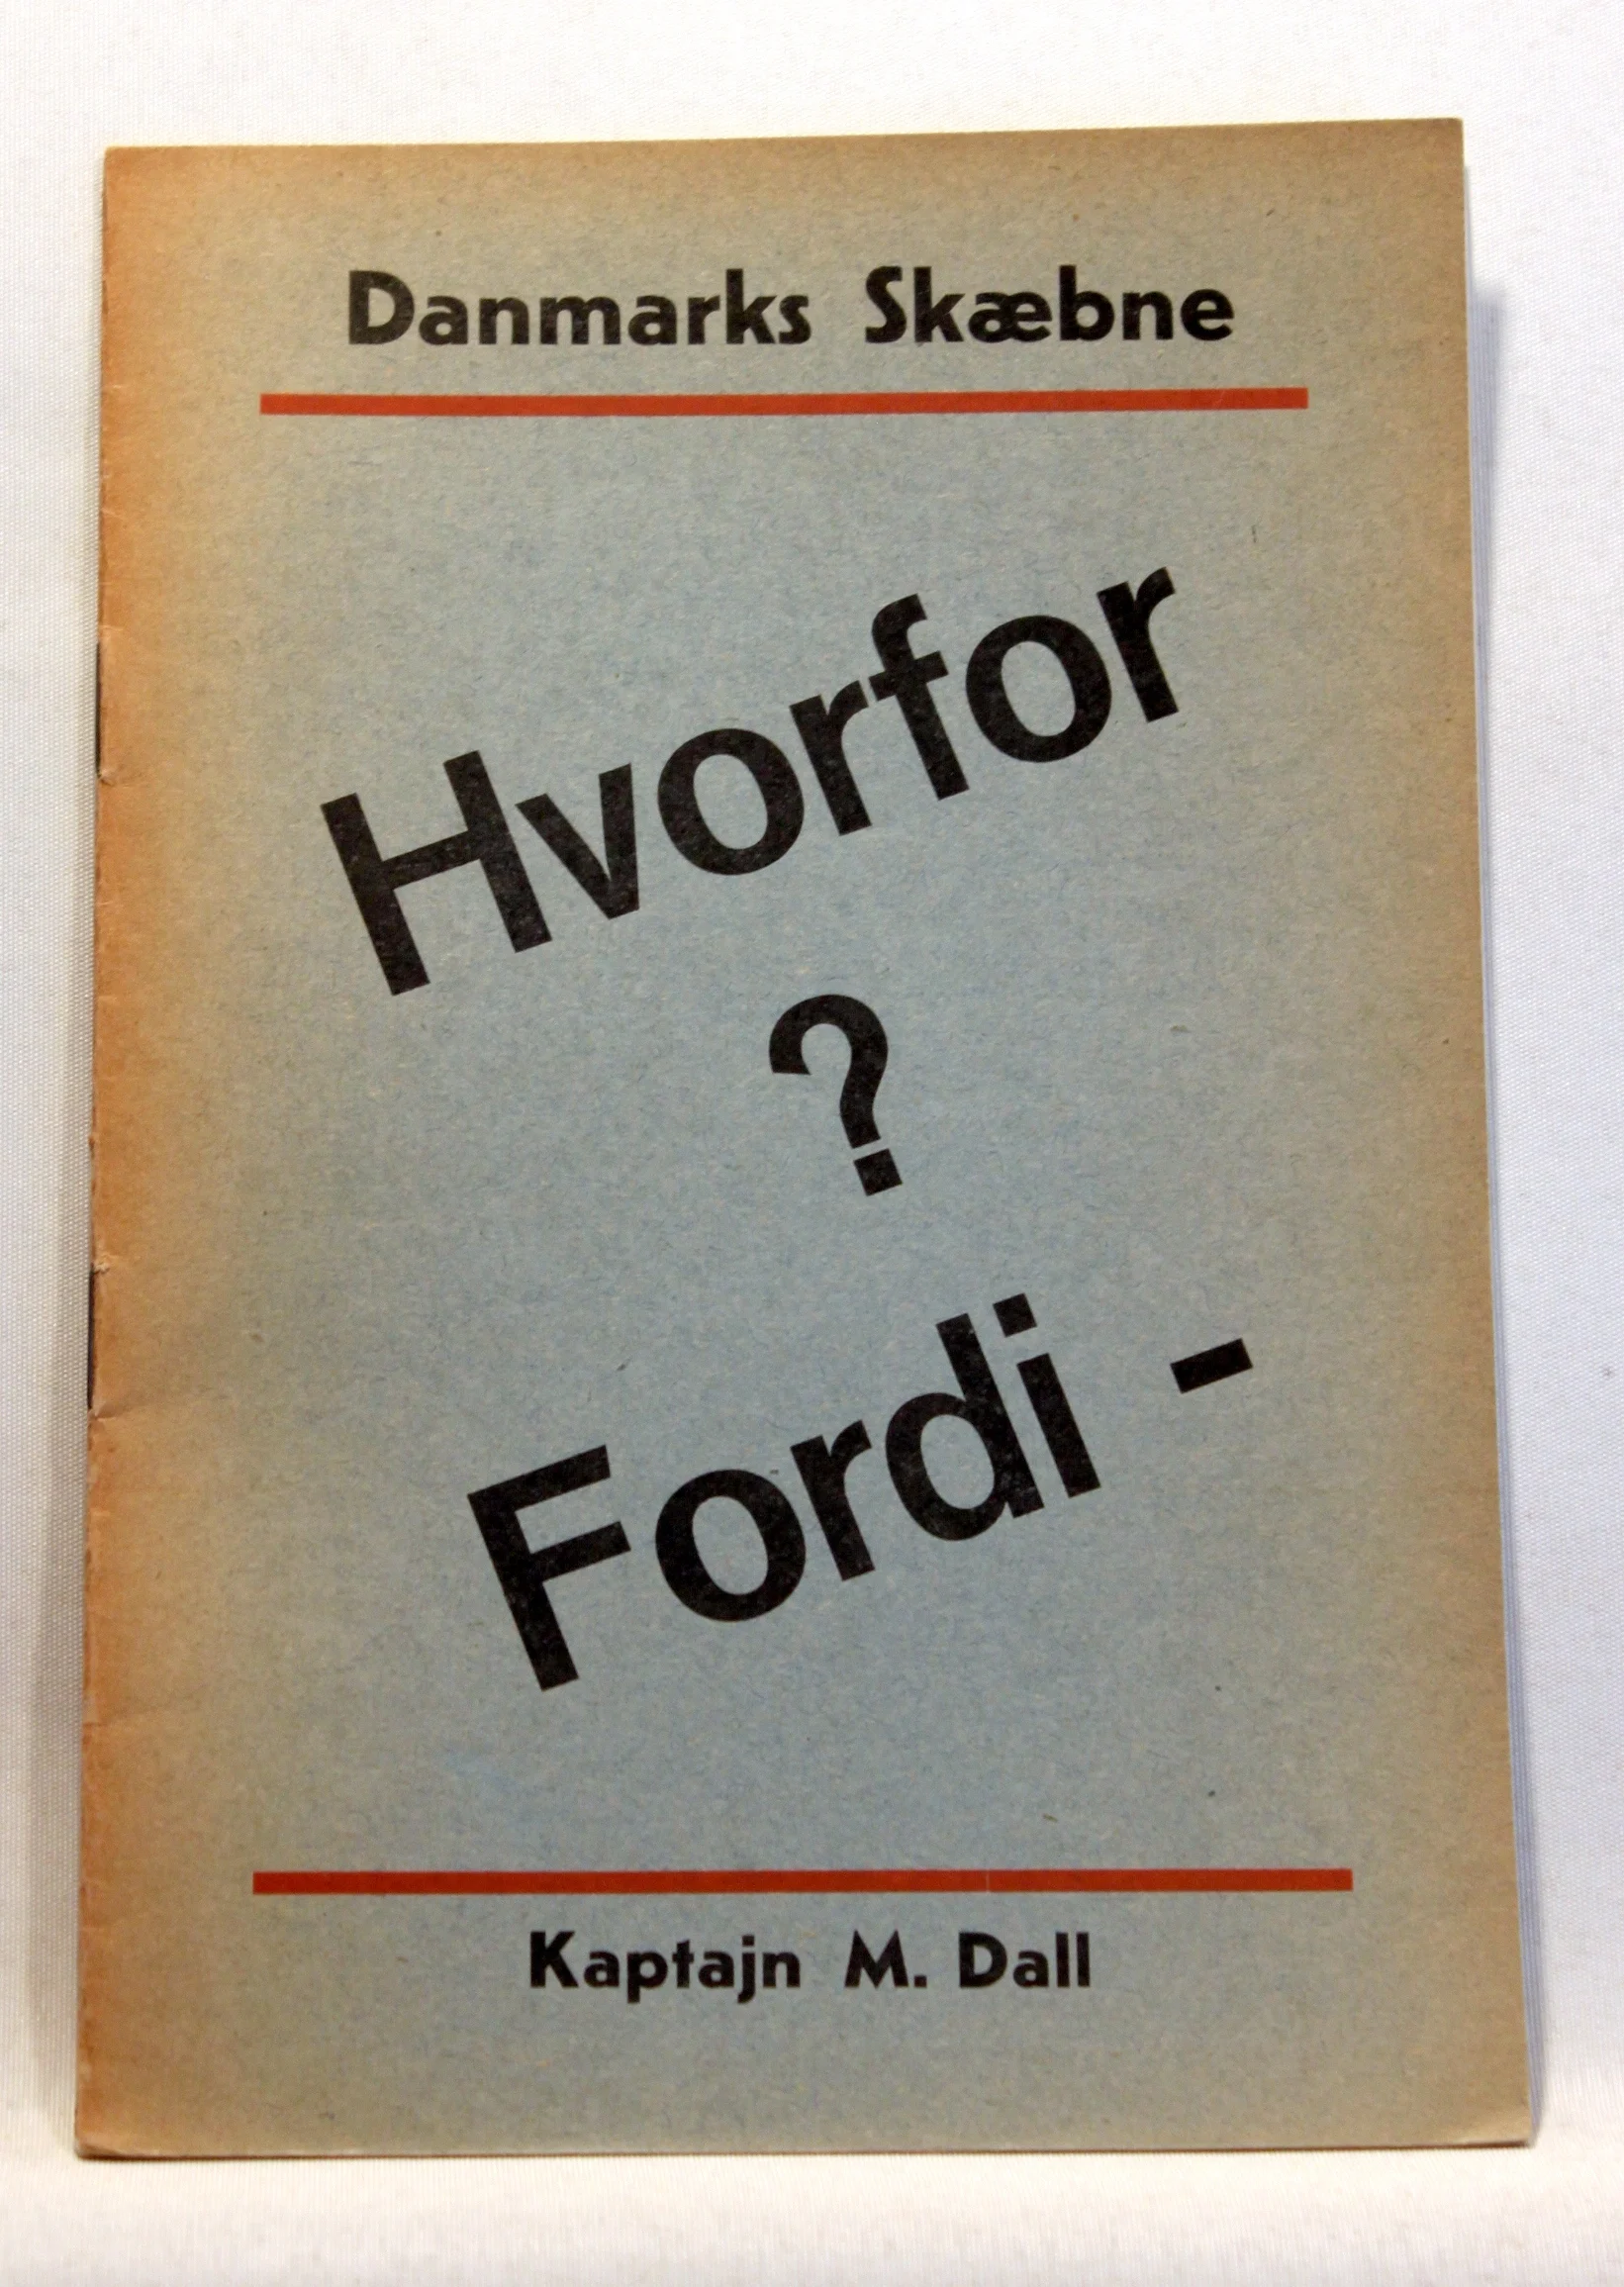 Danmarks Skæbne
Hvorfor
?
Fordi -
Kaptajn M. Dall